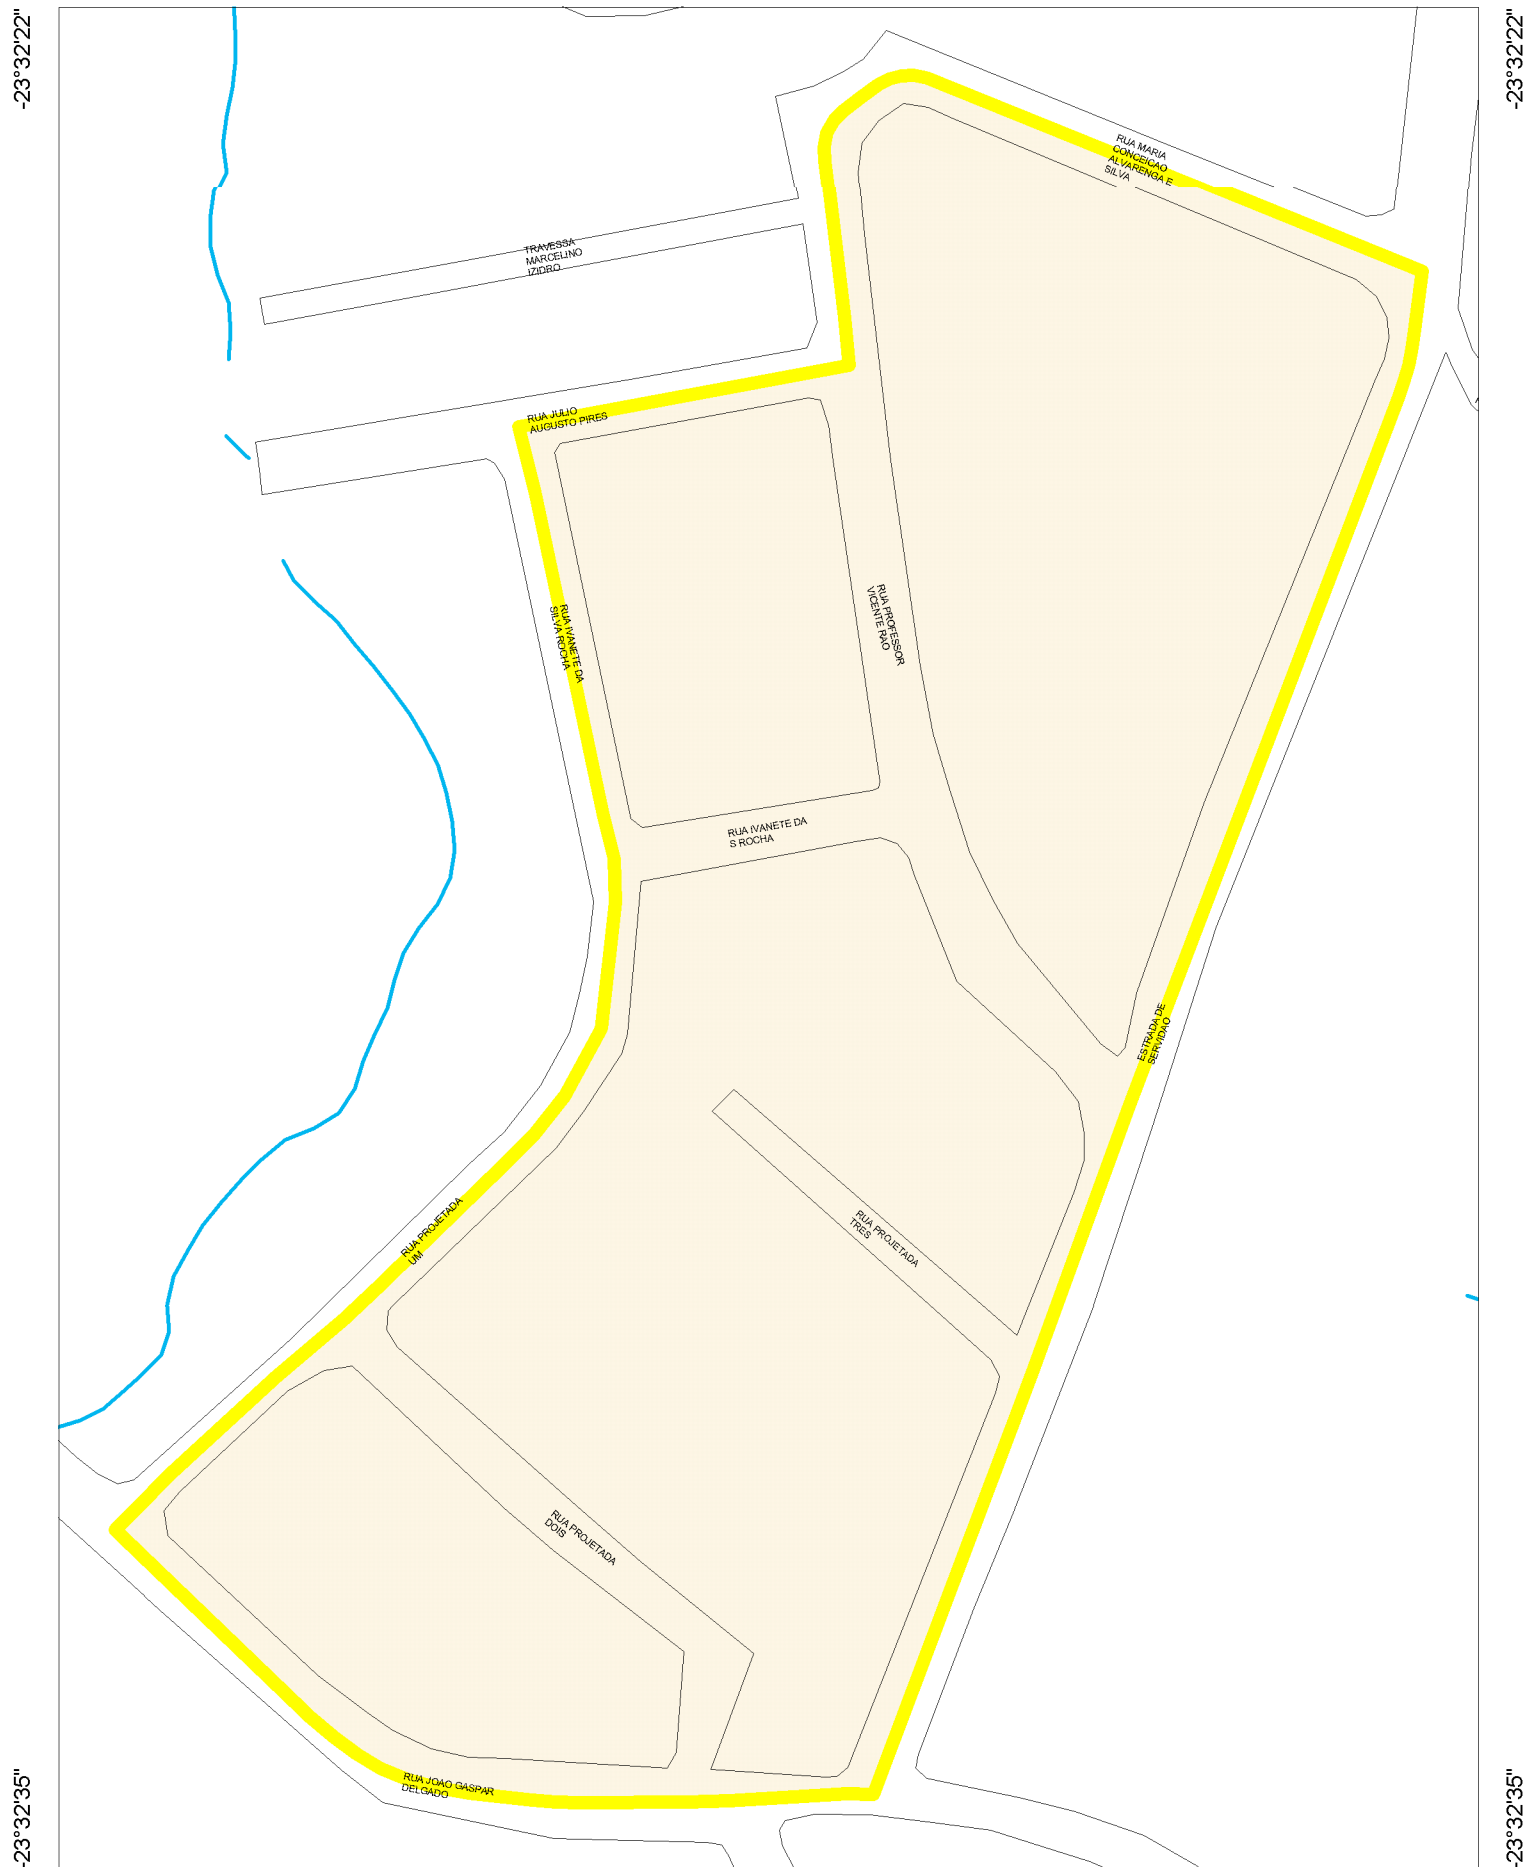 -23°32'22"
-23°32'22"
RUA MARIA
CONCEICAO
ALVARENGA E
SILVA
TRAVESSA
MARCELINO
IZIDRO
RUA JULIO
AUGUSTO PIRES
RUA IVANETE DA
SILVA ROCHA
RUA PROFESSOR
VICENTE RAO
RUA IVANETE DA
S ROCHA
ESTRADA DE
SERVIDAO
RUA PROJETADA
UM
RUA PROJETADA
TRES
RUA PROJETADA
DOIS
RUA JOAO GASPAR
DELGADO
-23°32'35"
-23°32'35"